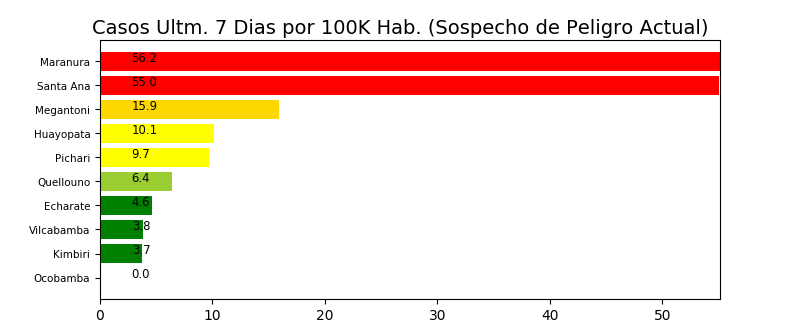 Casos Ultm. 7 Dias por 100K Hab. (Sospecho de Peligro Actual)
Maranura 56.2
Santa Ana 55.0
Megantoni 15.9
Huayopata 10.1
Pichari 9.7
Quellouno 6.4
Echarate 4.6
Vilcabamba 3.8
Kimbiri 3.7
Ocobamba 0.0
0 10 20 30 40 50